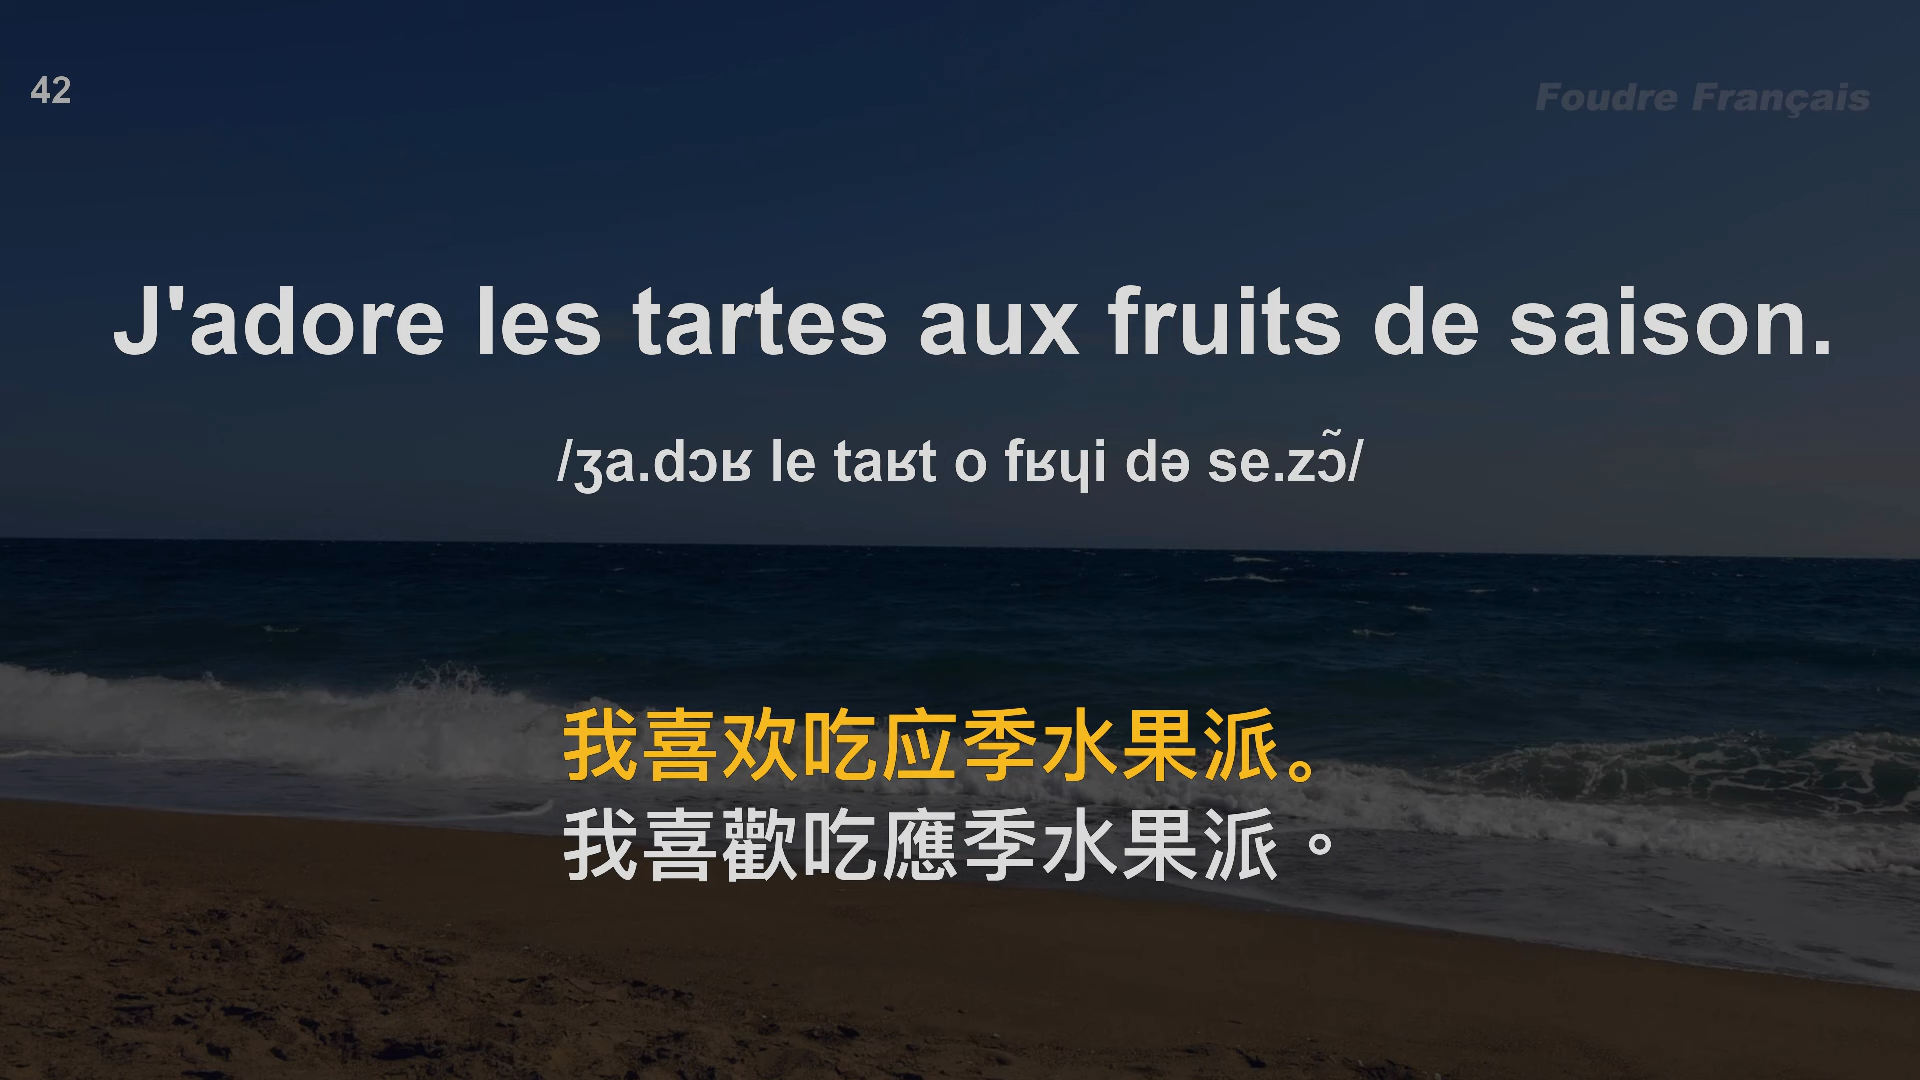 42
Foudre Français
J'adore les tartes aux fruits de saison.
/ʒa.dɔʁ le taʁt o fʁɥi də se.zɔ̃/
我喜欢吃应季水果派。
我喜歡吃應季水果派。